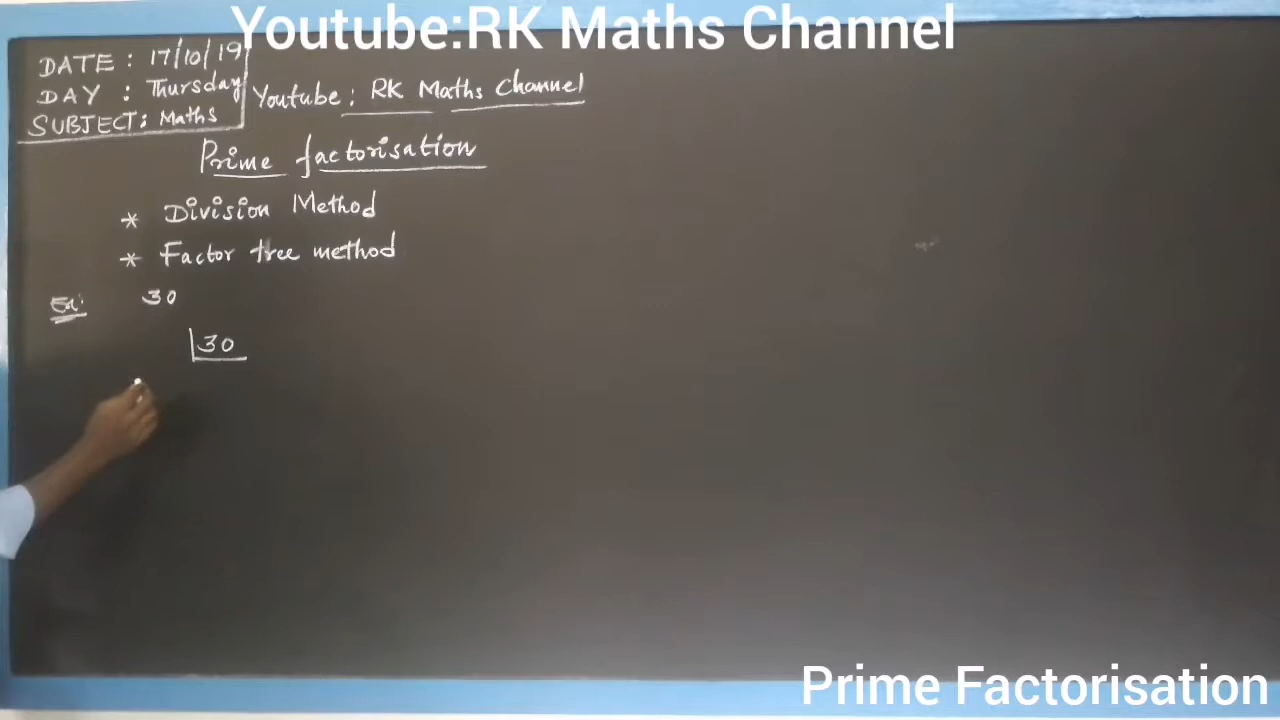 Youtube:RK Maths Channel
DATE : 17/10/19
DAY : Thursday
SUBJECT: Maths
Youtube: RK Maths Channel
Prime factorisation
* Division Method
* Factor tree method
Ex: 30
30
Prime Factorisation